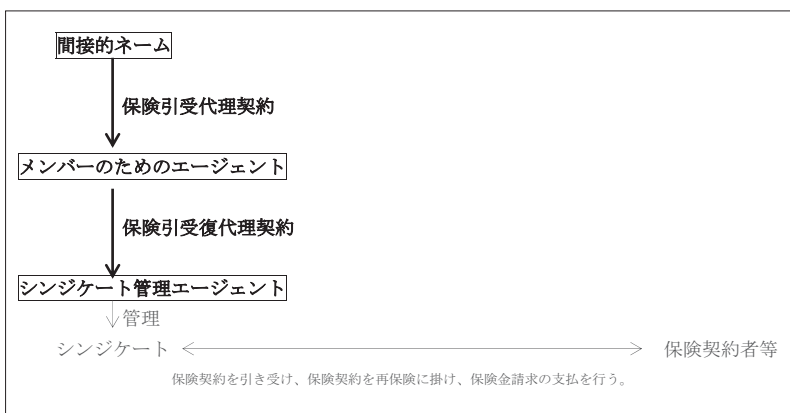 間接的ネーム
保険引受代理契約
メンバーのためのエージェント
保険引受復代理契約
シンジケート管理エージェント
管理
シンジケート 保険契約者等
保険契約を引き受け、保険契約を再保険に掛け、保険金請求の支払を行う。